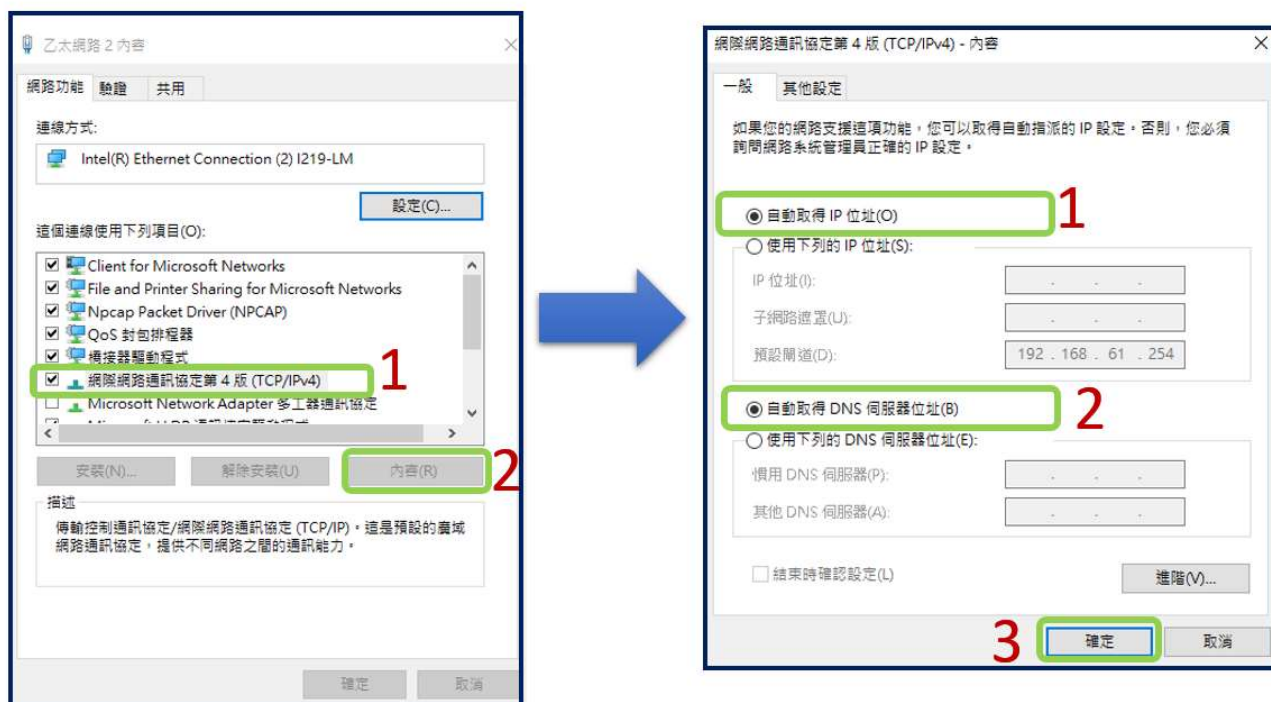 乙太網路 2 內容
網路功能 驗證 共用
連線方式:
Intel(R) Ethernet Connection (2) I219-LM
設定(C)...
這個連線使用下列項目(O):
Client for Microsoft Networks
File and Printer Sharing for Microsoft Networks
Npcap Packet Driver (NPCAP)
QoS 封包排程器
橋接器驅動程式
網際網路通訊協定第 4 版 (TCP/IPv4)
1
Microsoft Network Adapter 多工器通訊協定
安裝(N)... 解除安裝(U) 內容(R)
2
描述
傳輸控制通訊協定/網際網路通訊協定 (TCP/IP)。這是預設的廣域
網路通訊協定，提供不同網路之間的通訊能力。
確定 取消
網際網路通訊協定第 4 版 (TCP/IPv4) - 內容
一般 其他設定
如果您的網路支援這項功能，您可以取得自動指派的 IP 設定。否則，您必須
詢問網路系統管理員正確的 IP 設定。
自動取得 IP 位址(O)
1
使用下列的 IP 位址(S):
IP 位址(I):
子網路遮罩(U):
預設閘道(D): 192 . 168 . 61 . 254
自動取得 DNS 伺服器位址(B)
2
使用下列的 DNS 伺服器位址(E):
慣用 DNS 伺服器(P):
其他 DNS 伺服器(A):
結束時確認設定(L)
進階(V)...
3
確定 取消